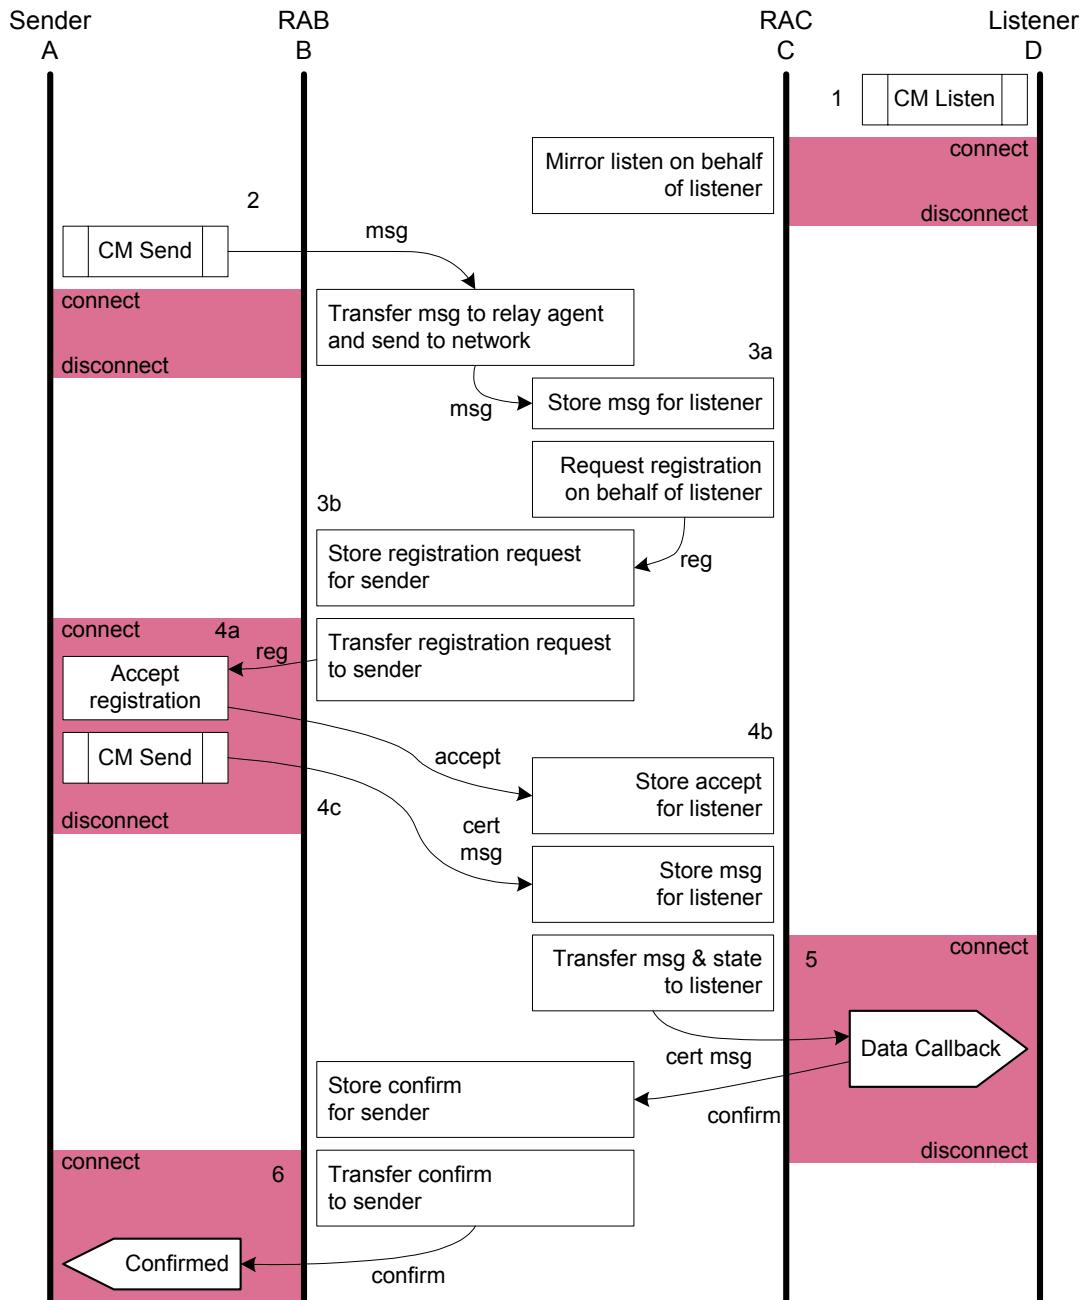 Sender
A
RAB
B
RAC
C
Listener
D
1
CM Listen
connect
Mirror listen on behalf
of listener
disconnect
2
CM Send
msg
connect
disconnect
Transfer msg to relay agent
and send to network
3a
msg
Store msg for listener
Request registration
on behalf of listener
3b
reg
Store registration request
for sender
connect
4a
reg
Transfer registration request
to sender
Accept
registration
4b
CM Send
accept
Store accept
for listener
disconnect
4c
cert
msg
Store msg
for listener
connect
5
Transfer msg & state
to listener
Data Callback
cert msg
Store confirm
for sender
confirm
disconnect
connect
6
Transfer confirm
to sender
Confirmed
confirm